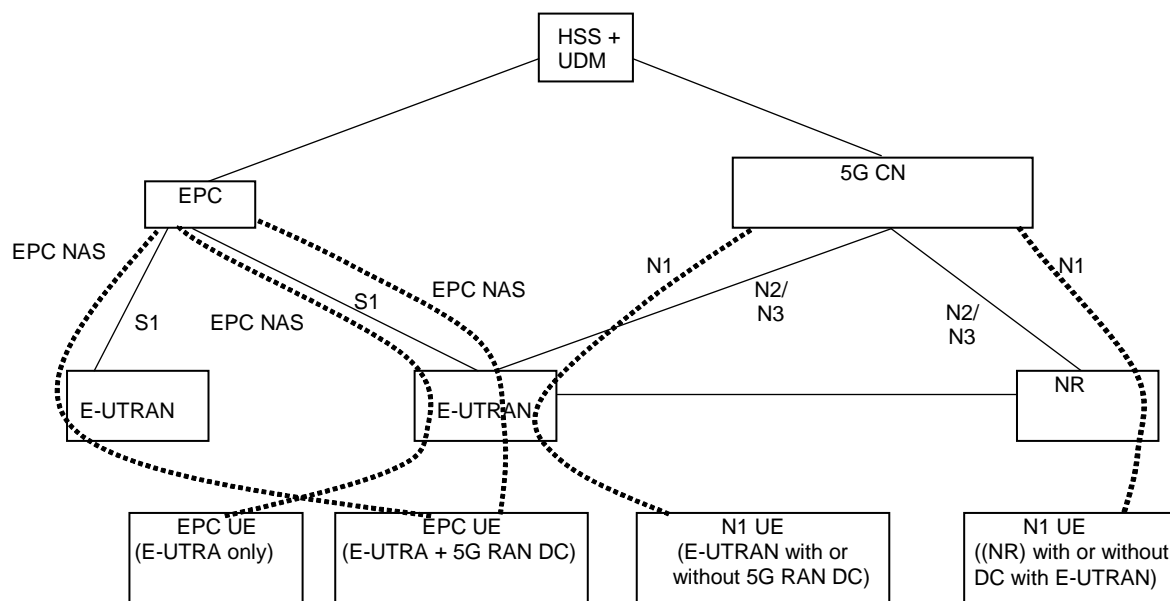 HSS +
UDM
EPC
5G CN
EPC NAS
S1
EPC NAS
S1
EPC NAS
N1
N2/
N3
N2/
N3
N1
E-UTRAN
E-UTRAN
NR
EPC UE
(E-UTRA only)
EPC UE
(E-UTRA + 5G RAN DC)
N1 UE
(E-UTRAN with or
without 5G RAN DC)
N1 UE
((NR) with or without
DC with E-UTRAN)